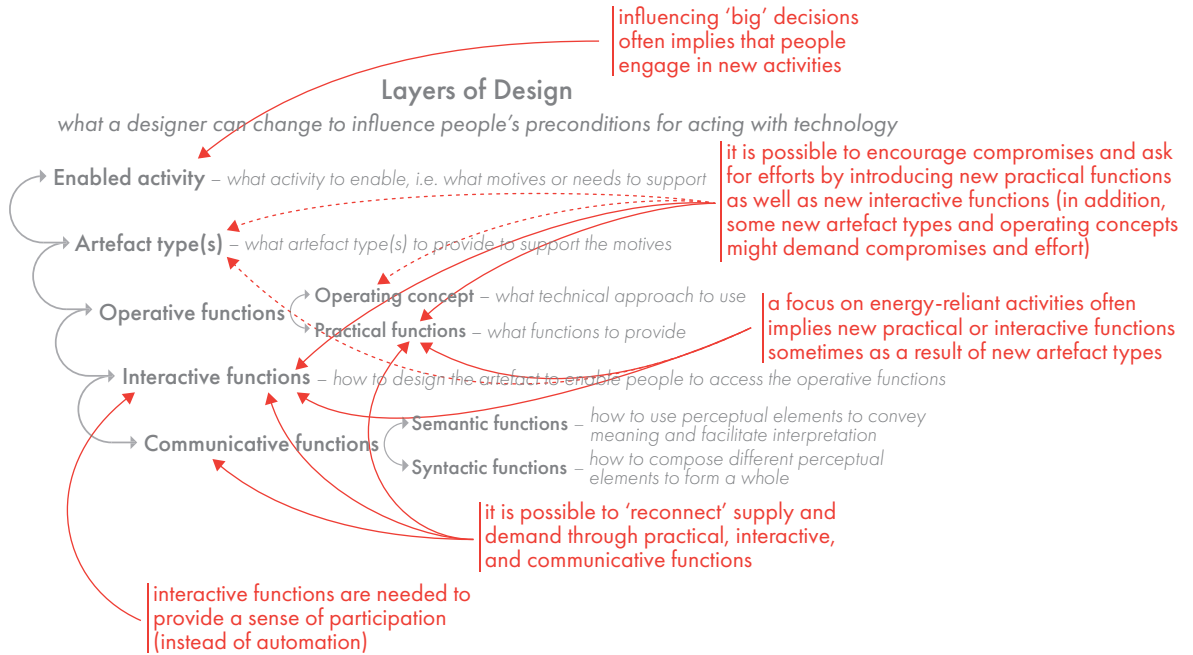 influencing ‘big’ decisions
often implies that people
engage in new activities
Layers of Design
what a designer can change to influence people’s preconditions for acting with technology
Enabled activity – what activity to enable, i.e. what motives or needs to support
it is possible to encourage compromises and ask
for efforts by introducing new practical functions
as well as new interactive functions (in addition,
some new artefact types and operating concepts
might demand compromises and effort)
Artefact type(s) – what artefact type(s) to provide to support the motives
Operative functions
Operating concept – what technical approach to use
Practical functions – what functions to provide
a focus on energy-reliant activities often
implies new practical or interactive functions
sometimes as a result of new artefact types
Interactive functions – how to design the artefact to enable people to access the operative functions
Communicative functions
Semantic functions – how to use perceptual elements to convey
meaning and facilitate interpretation
Syntactic functions – how to compose different perceptual
elements to form a whole
it is possible to ‘reconnect’ supply and
demand through practical, interactive,
and communicative functions
interactive functions are needed to
provide a sense of participation
(instead of automation)